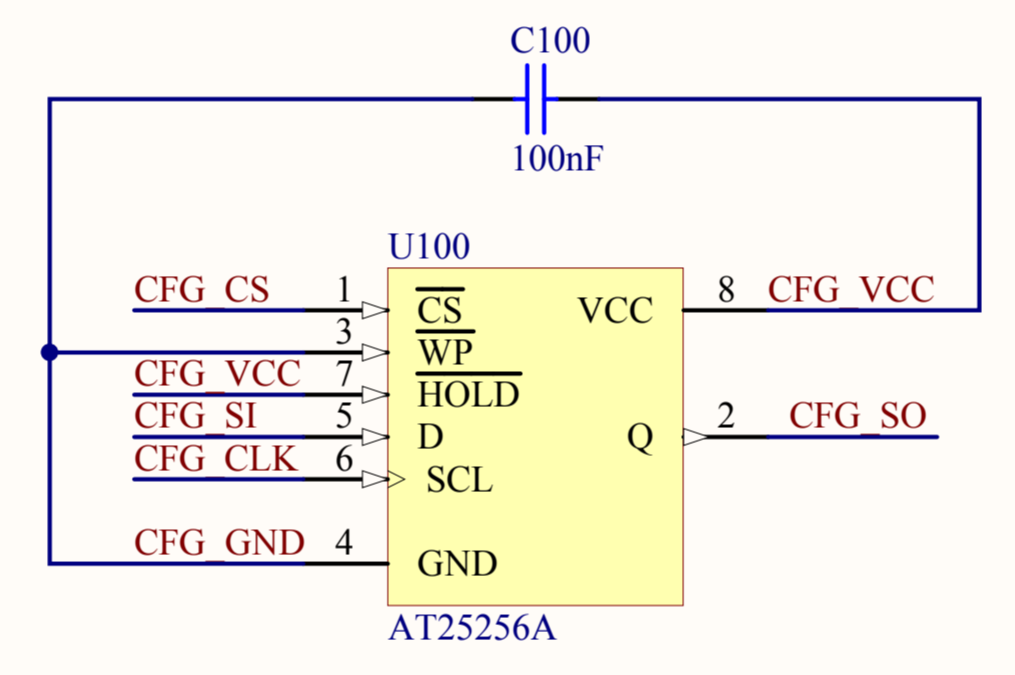 C100
100nF
U100
CFG_CS 1 CS VCC 8 CFG_VCC
3 WP
CFG_VCC 7 HOLD
CFG_SI 5 D Q 2 CFG_SO
CFG_CLK 6 SCL
CFG_GND 4 GND
AT25256A